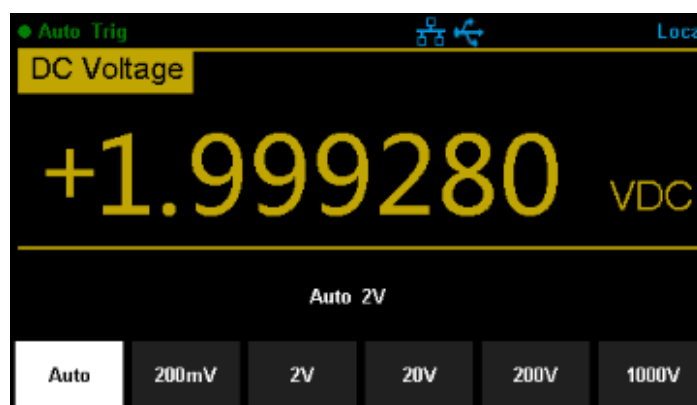 Auto Trig Loca
DC Voltage
+1.999280 VDC
Auto 2V
Auto 200mV 2V 20V 200V 1000V